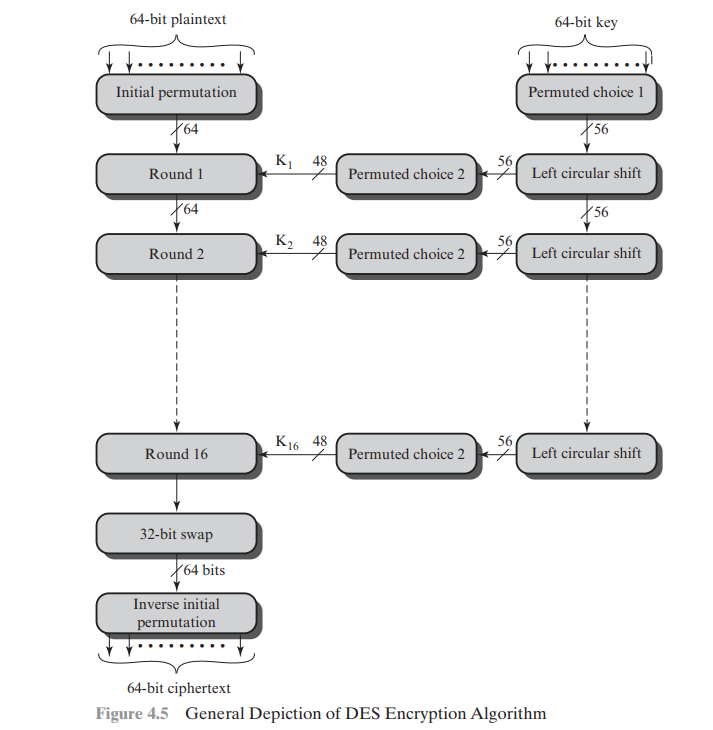 64-bit plaintext
64-bit key
Initial permutation
Permuted choice 1
64
56
Round 1
K1
48
Permuted choice 2
56
Left circular shift
64
56
Round 2
K2
48
Permuted choice 2
56
Left circular shift
Round 16
K16
48
Permuted choice 2
56
Left circular shift
32-bit swap
64 bits
Inverse initial
permutation
64-bit ciphertext
Figure 4.5 General Depiction of DES Encryption Algorithm